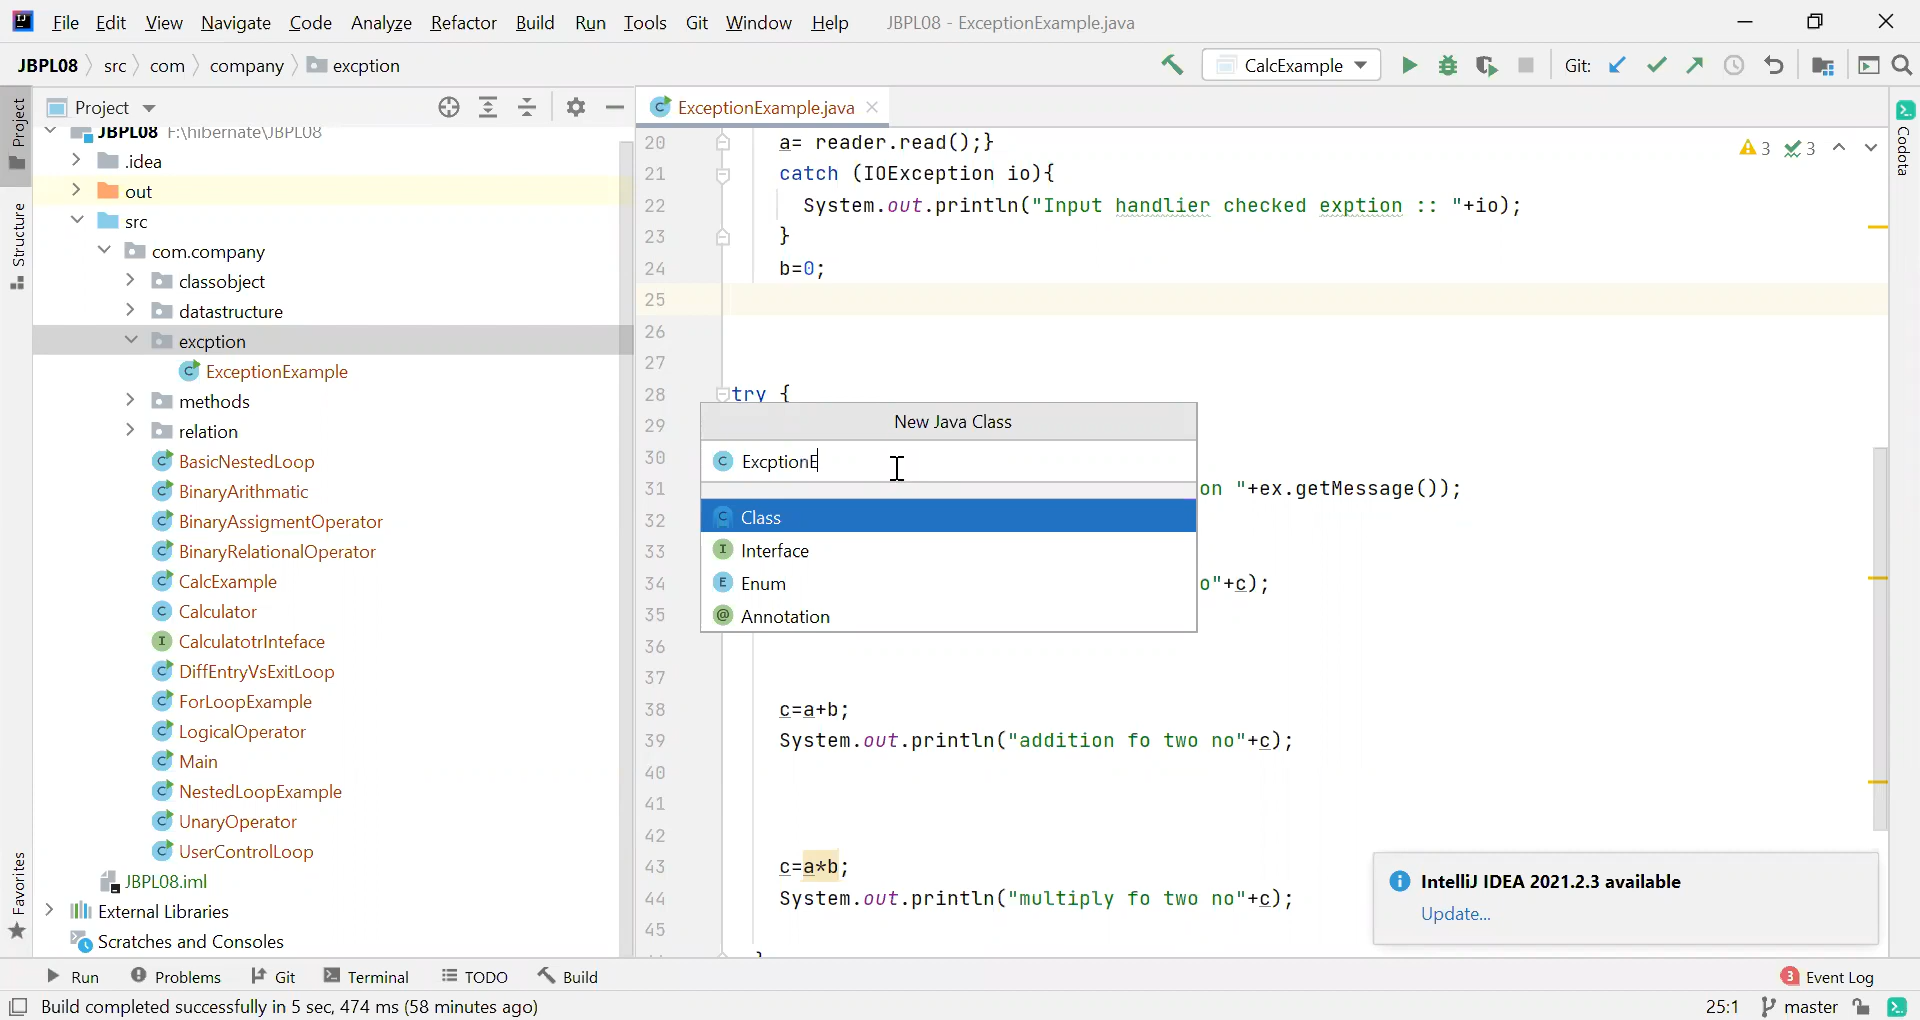 File Edit View Navigate Code Analyze Refactor Build Run Tools Git Window Help JBPL08 - ExceptionExample.java
JBPL08 src com company excption CalcExample Git:
Project
ExceptionExample.java
JBPL08 F:\hibernate\JBPL08
.idea
out
src
com.company
classobject
datastructure
excption
ExceptionExample
methods
relation
BasicNestedLoop
BinaryArithmatic
BinaryAssigmentOperator
BinaryRelationalOperator
CalcExample
Calculator
CalculatotrInteface
DiffEntryVsExitLoop
ForLoopExample
LogicalOperator
Main
NestedLoopExample
UnaryOperator
UserControlLoop
JBPL08.iml
External Libraries
Scratches and Consoles
Project
Structure
Favorites
20 a= reader.read();}
21 catch (IOException io){
22 System.out.println("Input handlier checked exption :: "+io);
23 }
24 b=0;
25
26
27
28 try {
29
30
31 on "+ex.getMessage());
32
33
34 o"+c);
35
36
37
38 c=a+b;
39 System.out.println("addition fo two no"+c);
40
41
42
43 c=a*b;
44 System.out.println("multiply fo two no"+c);
45
3 3
New Java Class
ExcptionE
Class
Interface
Enum
Annotation
Codota
IntelliJ IDEA 2021.2.3 available
Update...
Run Problems Git Terminal TODO Build 3 Event Log
Build completed successfully in 5 sec, 474 ms (58 minutes ago) 25:1 master